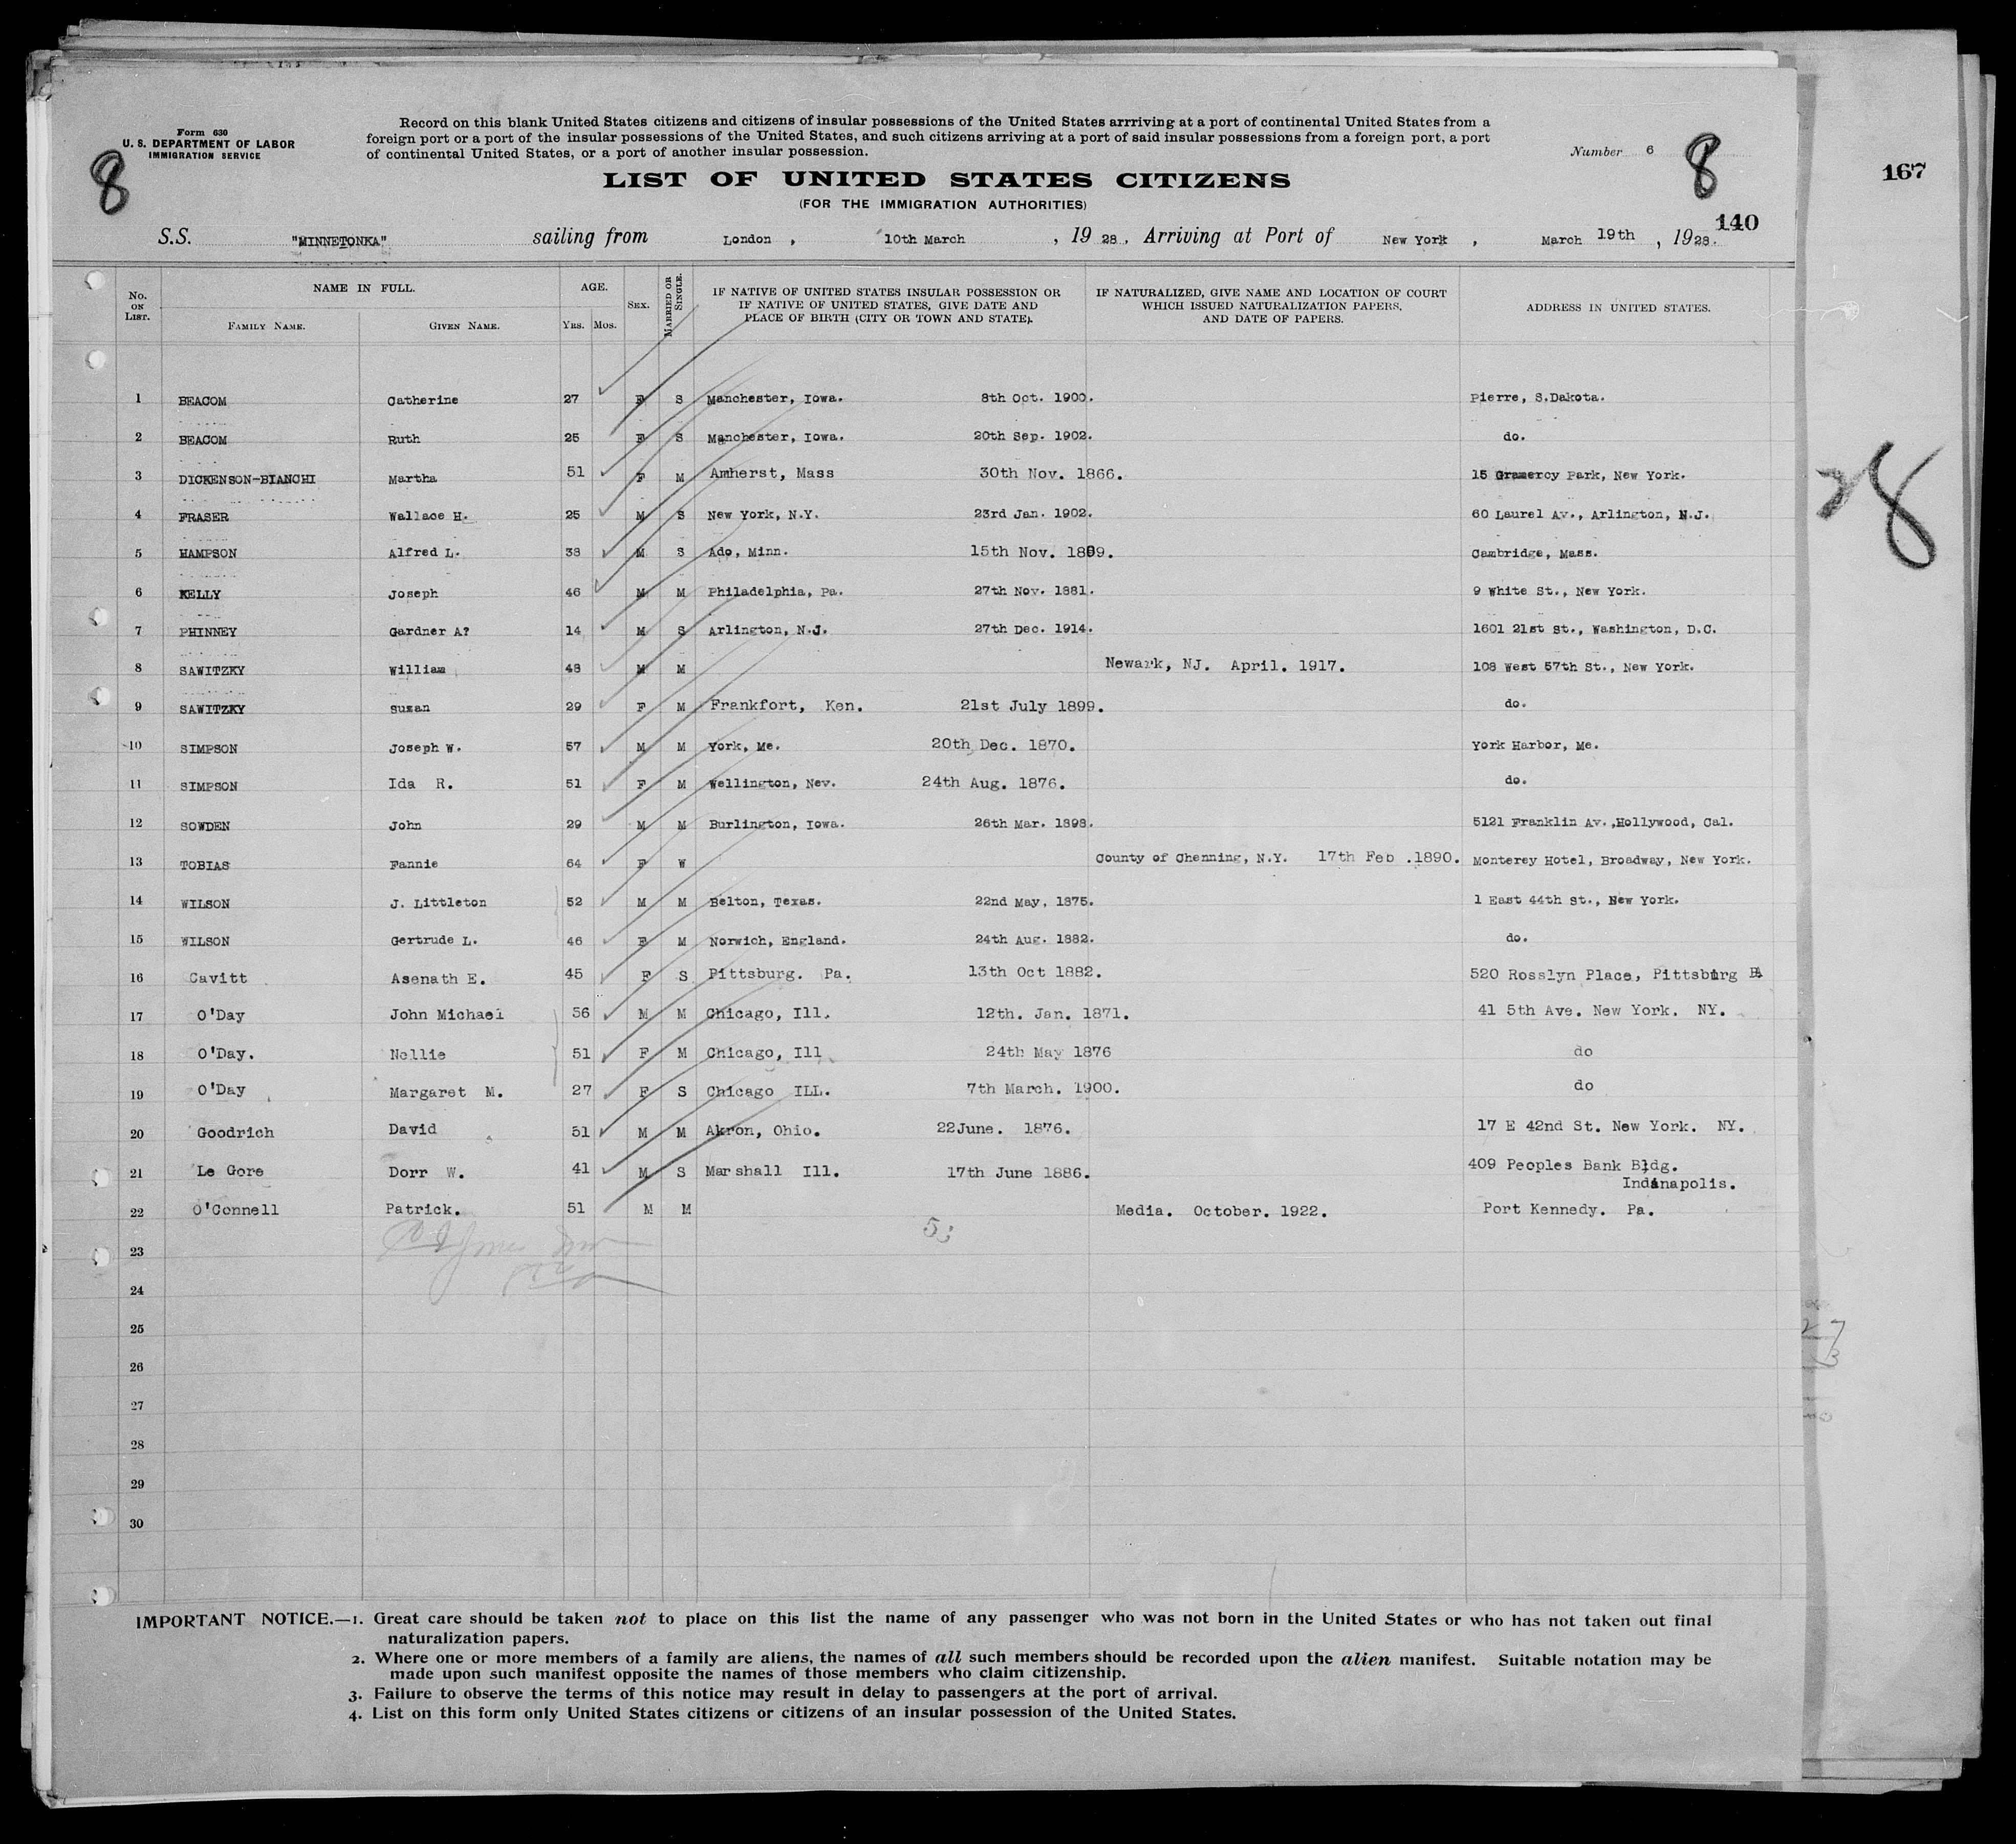 Form 630
U. S. DEPARTMENT OF LABOR
IMMIGRATION SERVICE
8
Record on this blank United States citizens and citizens of insular possessions of the United States arrriving at a port of continental United States from a
foreign port or a port of the insular possessions of the United States, and such citizens arriving at a port of said insular possessions from a foreign port, a port
of continental United States, or a port of another insular possession.
Number 6
8
167
LIST OF UNITED STATES CITIZENS
(FOR THE IMMIGRATION AUTHORITIES)
140
S.S. "MINNETONKA" sailing from London, 10th March, 1928, Arriving at Port of New York, March 19th, 1928.
No. ON LIST. NAME IN FULL. FAMILY NAME. GIVEN NAME. AGE. YRS. MOS. SEX. MARRIED OR SINGLE. IF NATIVE OF UNITED STATES INSULAR POSSESSION OR IF NATIVE OF UNITED STATES, GIVE DATE AND PLACE OF BIRTH (CITY OR TOWN AND STATE). IF NATURALIZED, GIVE NAME AND LOCATION OF COURT WHICH ISSUED NATURALIZATION PAPERS, AND DATE OF PAPERS. ADDRESS IN UNITED STATES.
1 BEACOM Catherine 27 F S Manchester, Iowa. 8th Oct. 1900. Pierre, S.Dakota.
2 BEACOM Ruth 25 F S Manchester, Iowa. 20th Sep. 1902. do.
3 DICKENSON-BIANCHI Martha 51 F M Amherst, Mass 30th Nov. 1866. 15 Gramercy Park, New York.
4 FRASER Wallace H. 25 M S New York, N.Y. 23rd Jan. 1902. 60 Laurel Av., Arlington, N.J.
5 HAMPSON Alfred L. 38 M S Ado, Minn. 15th Nov. 1889. Cambridge, Mass.
6 KELLY Joseph 46 M M Philadelphia, Pa. 27th Nov. 1881. 9 White St., New York.
7 PHINNEY Gardner A? 14 M S Arlington, N.J. 27th Dec. 1914. 1601 21st St., Washington, D.C.
8 SAWITZKY William 48 M M Newark, NJ. April. 1917. 108 West 57th St., New York.
9 SAWITZKY Susan 29 F M Frankfort, Ken. 21st July 1899. do.
10 SIMPSON Joseph W. 57 M M York, Me. 20th Dec. 1870. York Harbor, Me.
11 SIMPSON Ida R. 51 F M Wellington, Nev. 24th Aug. 1876. do.
12 SOWDEN John 29 M M Burlington, Iowa. 26th Mar. 1898. 5121 Franklin Av.,Hollywood, Cal.
13 TOBIAS Fannie 64 F W County of Chenning, N.Y. 17th Feb .1890. Monterey Hotel, Broadway, New York.
14 WILSON J. Littleton 52 M M Belton, Texas. 22nd May, 1875. 1 East 44th St., New York.
15 WILSON Gertrude L. 46 F M Norwich, England. 24th Aug. 1882. do.
16 Cavitt Asenath E. 45 F S Pittsburg. Pa. 13th Oct 1882. 520 Rosslyn Place, Pittsburg PA
17 O'Day John Michael 56 M M Chicago, Ill. 12th. Jan. 1871. 41 5th Ave. New York. NY.
18 O'Day. Nellie 51 F M Chicago, Ill 24th May 1876 do
19 O'Day Margaret M. 27 F S Chicago ILL. 7th March. 1900. do
20 Goodrich David 51 M M Akron, Ohio. 22June. 1876. 17 E 42nd St. New York. NY.
21 Le Gore Dorr W. 41 M S Marshall Ill. 17th June 1886. 409 Peoples Bank Bldg.
Indianapolis.
22 O'Connell Patrick. 51 M M Media. October. 1922. Port Kennedy. Pa.
23
24
25
26
27
28
29
30
28
IMPORTANT NOTICE.—1. Great care should be taken not to place on this list the name of any passenger who was not born in the United States or who has not taken out final
naturalization papers.
2. Where one or more members of a family are aliens, the names of all such members should be recorded upon the alien manifest. Suitable notation may be
made upon such manifest opposite the names of those members who claim citizenship.
3. Failure to observe the terms of this notice may result in delay to passengers at the port of arrival.
4. List on this form only United States citizens or citizens of an insular possession of the United States.